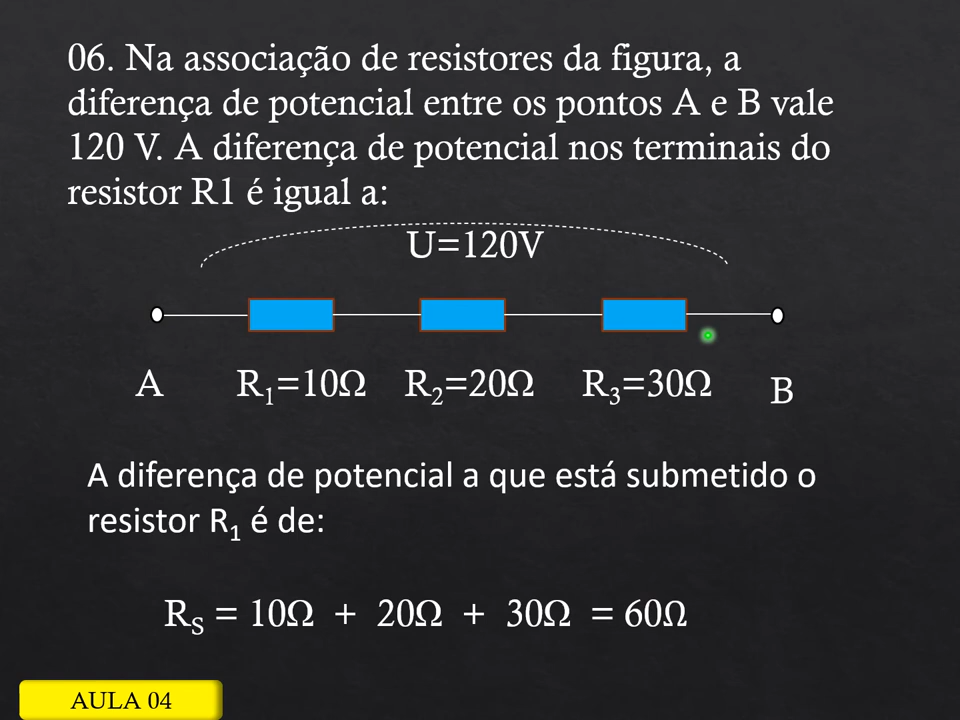 06. Na associação de resistores da figura, a
diferença de potencial entre os pontos A e B vale
120 V. A diferença de potencial nos terminais do
resistor R1 é igual a:
U=120V
A R₁=10Ω R₂=20Ω R₃=30Ω B
A diferença de potencial a que está submetido o
resistor R₁ é de:
R_S = 10Ω + 20Ω + 30Ω = 60Ω
AULA 04